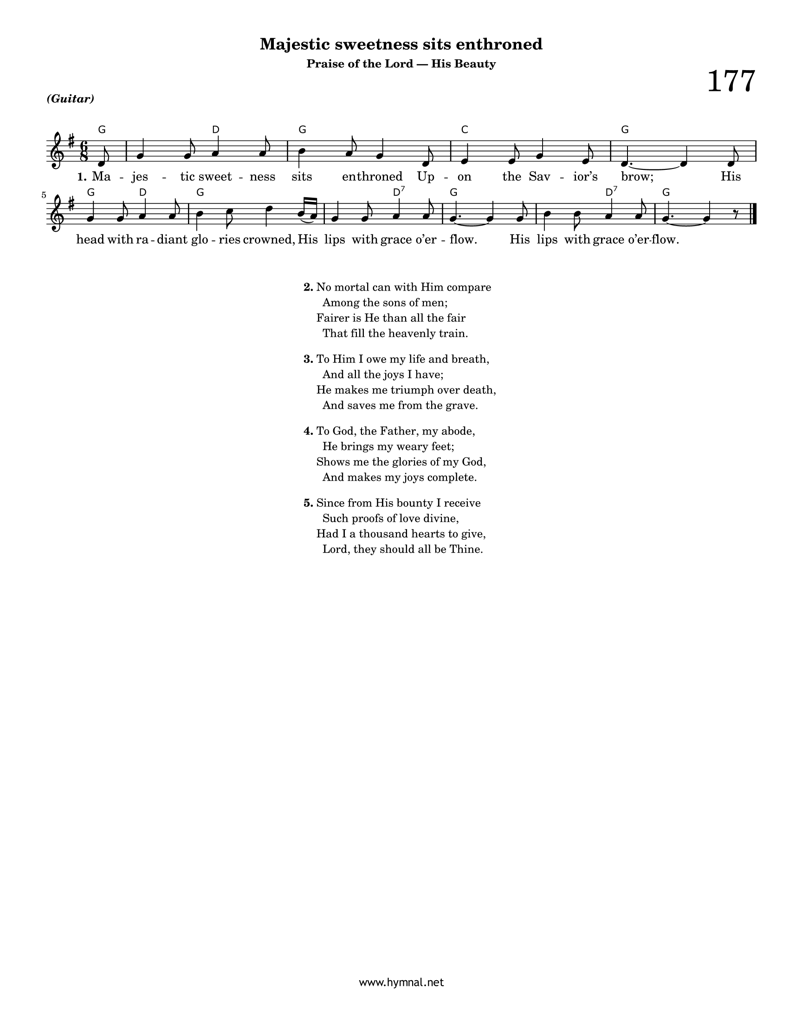 Majestic sweetness sits enthroned
Praise of the Lord — His Beauty
177
(Guitar)
G D G C G
1. Ma - jes - tic sweet - ness sits enthroned Up - on the Sav - ior's brow; His
5 G D G D7 G D7 G
head with ra - diant glo - ries crowned, His lips with grace o'er - flow. His lips with grace o'er-flow.
2. No mortal can with Him compare
Among the sons of men;
Fairer is He than all the fair
That fill the heavenly train.
3. To Him I owe my life and breath,
And all the joys I have;
He makes me triumph over death,
And saves me from the grave.
4. To God, the Father, my abode,
He brings my weary feet;
Shows me the glories of my God,
And makes my joys complete.
5. Since from His bounty I receive
Such proofs of love divine,
Had I a thousand hearts to give,
Lord, they should all be Thine.
www.hymnal.net